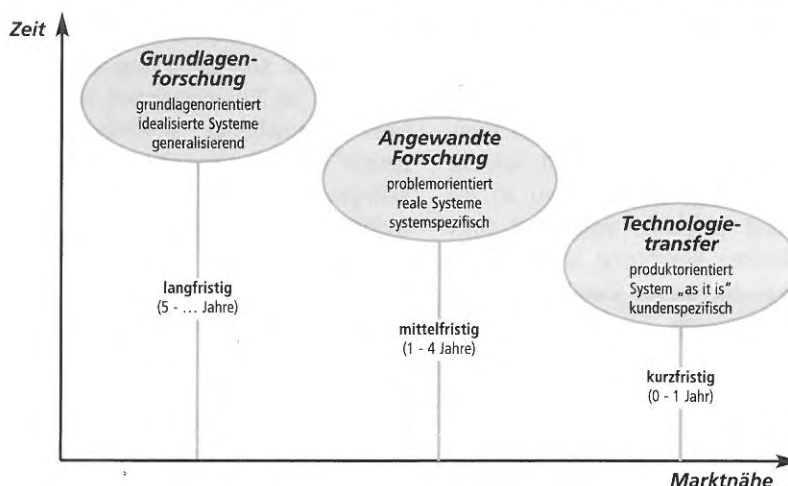 Zeit
Grundlagen-
forschung
grundlagenorientiert
idealisierte Systeme
generalisierend
langfristig
(5 - ... Jahre)
Angewandte
Forschung
problemorientiert
reale Systeme
systemspezifisch
mittelfristig
(1 - 4 Jahre)
Technologie-
transfer
produktorientiert
System „as it is”
kundenspezifisch
kurzfristig
(0 - 1 Jahr)
Marktnähe